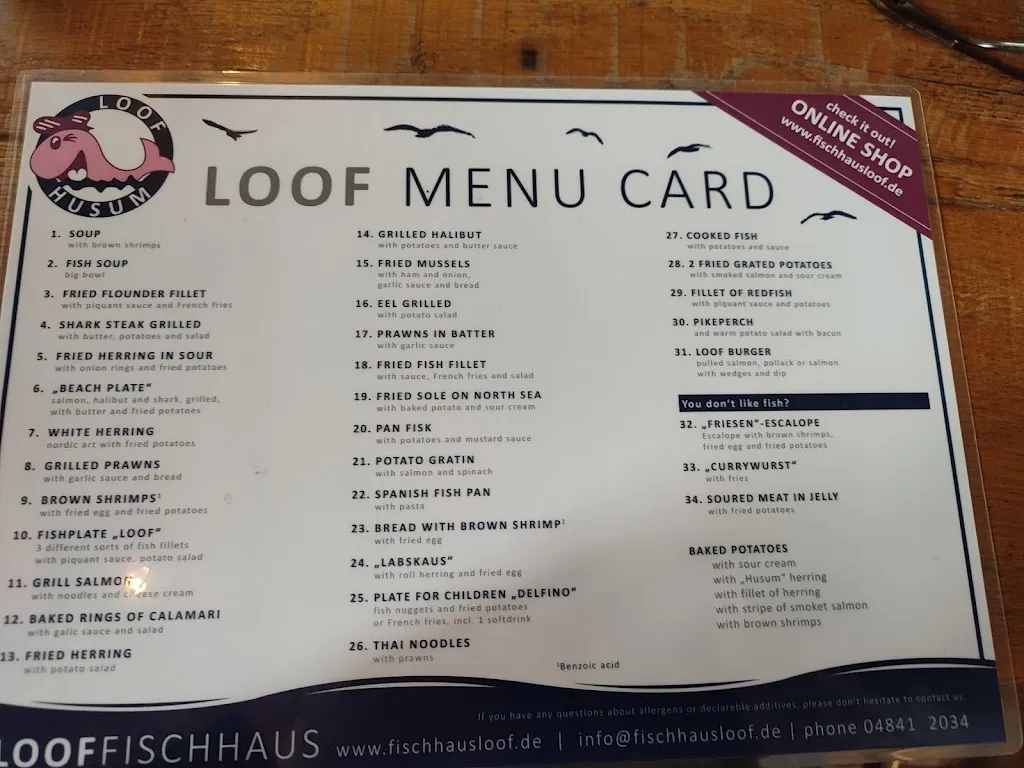 LOOF
HUSUM
check it out!
ONLINE SHOP
www.fischhausloof.de
LOOF MENU CARD
1. SOUP
with brown shrimps
2. FISH SOUP
big bowl
3. FRIED FLOUNDER FILLET
with piquant sauce and French fries
4. SHARK STEAK GRILLED
with butter, potatoes and salad
5. FRIED HERRING IN SOUR
with onion rings and fried potatoes
6. „BEACH PLATE“
salmon, halibut and shark, grilled,
with butter and fried potatoes
7. WHITE HERRING
nordic art with fried potatoes
8. GRILLED PRAWNS
with garlic sauce and bread
9. BROWN SHRIMPS¹
with fried egg and fried potatoes
10. FISHPLATE „LOOF“
3 different sorts of fish fillets
with piquant sauce, potato salad
11. GRILL SALMON
with noodles and cheese cream
12. BAKED RINGS OF CALAMARI
with galic sauce and salad
13. FRIED HERRING
with potato salad
14. GRILLED HALIBUT
with potatoes and butter sauce
15. FRIED MUSSELS
with ham and onion,
garlic sauce and bread
16. EEL GRILLED
with potato salad
17. PRAWNS IN BATTER
with garlic sauce
18. FRIED FISH FILLET
with sauce, French fries and salad
19. FRIED SOLE ON NORTH SEA
with baked potato and sour cream
20. PAN FISK
with potatoes and mustard sauce
21. POTATO GRATIN
with salmon and spinach
22. SPANISH FISH PAN
with pasta
23. BREAD WITH BROWN SHRIMP¹
with fried egg
24. „LABSKAUS“
with roll herring and fried egg
25. PLATE FOR CHILDREN „DELFINO“
fish nuggets and fried potatoes
or French fries, incl. 1 softdrink
26. THAI NOODLES
with prawns
27. COOKED FISH
with potatoes and sauce
28. 2 FRIED GRATED POTATOES
with smoked salmon and sour cream
29. FILLET OF REDFISH
with piquant sauce and potatoes
30. PIKEPERCH
and warm potato salad with bacon
31. LOOF BURGER
pulled salmon, pollack or salmon
with wedges and dip
You don't like fish?
32. „FRIESEN“-ESCALOPE
Escalope with brown shrimps,
fried egg and fried potatoes
33. „CURRYWURST“
with fries
34. SOURED MEAT IN JELLY
with fried potatoes
BAKED POTATOES
with sour cream
with „Husum“ herring
with fillet of herring
with stripe of smoket salmon
with brown shrimps
¹Benzoic acid
If you have any questions about allergens or declareble additives, please don't hesitate to contact us.
LOOFFISCHHAUS www.fischhausloof.de | info@fischhausloof.de | phone 04841 2034